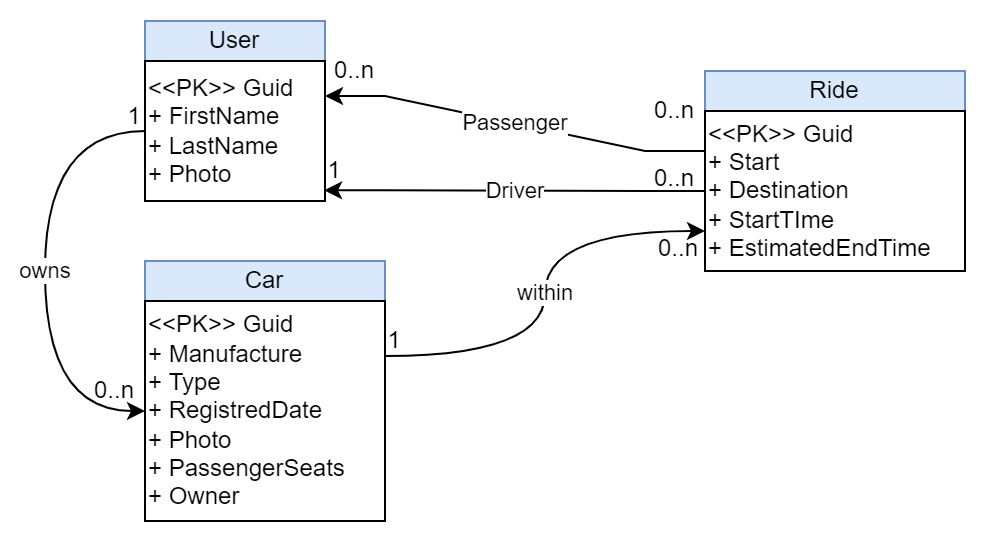 User
<<PK>> Guid
+ FirstName
+ LastName
+ Photo
0..n
Passenger
0..n
1
1
Driver
0..n
Ride
<<PK>> Guid
+ Start
+ Destination
+ StartTIme
+ EstimatedEndTime
0..n
within
1
owns
0..n
Car
<<PK>> Guid
+ Manufacture
+ Type
+ RegistredDate
+ Photo
+ PassengerSeats
+ Owner